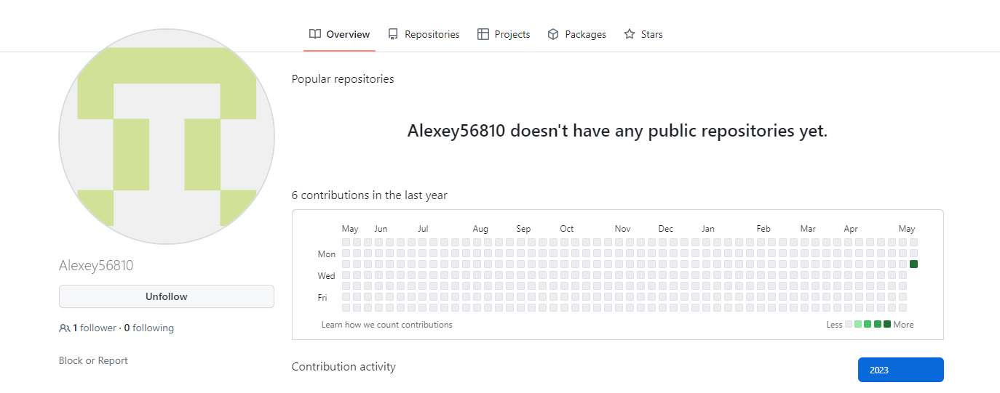 Overview Repositories Projects Packages Stars
Popular repositories
Alexey56810 doesn't have any public repositories yet.
6 contributions in the last year
May Jun Jul Aug Sep Oct Nov Dec Jan Feb Mar Apr May
Mon
Wed
Fri
Learn how we count contributions
Less More
Alexey56810
Unfollow
1 follower · 0 following
Block or Report
Contribution activity
2023